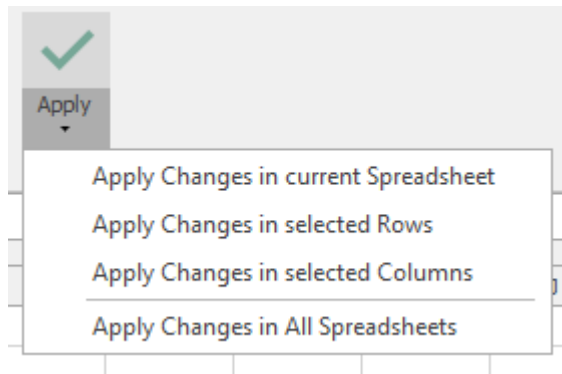 Apply
Apply Changes in current Spreadsheet
Apply Changes in selected Rows
Apply Changes in selected Columns
Apply Changes in All Spreadsheets